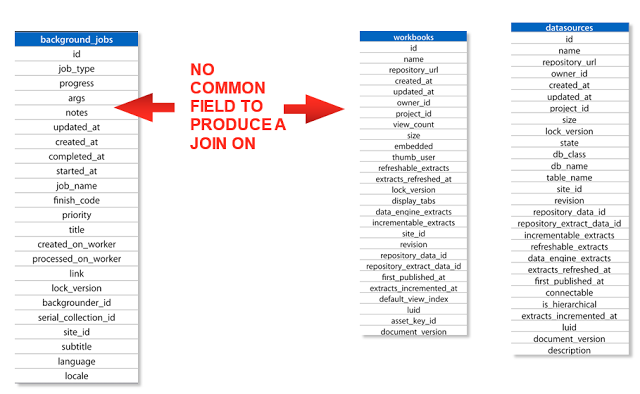 background_jobs
id
job_type
progress
args
notes
updated_at
created_at
completed_at
started_at
job_name
finish_code
priority
title
created_on_worker
processed_on_worker
link
lock_version
backgrounder_id
serial_collection_id
site_id
subtitle
language
locale
NO
COMMON
FIELD TO
PRODUCE A
JOIN ON
workbooks
id
name
repository_url
created_at
updated_at
owner_id
project_id
view_count
size
embedded
thumb_user
refreshable_extracts
extracts_refreshed_at
lock_version
display_tabs
data_engine_extracts
incrementable_extracts
site_id
revision
repository_data_id
repository_extract_data_id
first_published_at
extracts_incremented_at
default_view_index
luid
asset_key_id
document_version
datasources
id
name
repository_url
owner_id
created_at
updated_at
project_id
size
lock_version
state
db_class
db_name
table_name
site_id
revision
repository_data_id
repository_extract_data_id
incrementable_extracts
refreshable_extracts
data_engine_extracts
extracts_refreshed_at
first_published_at
connectable
is_hierarchical
extracts_incremented_at
luid
document_version
description